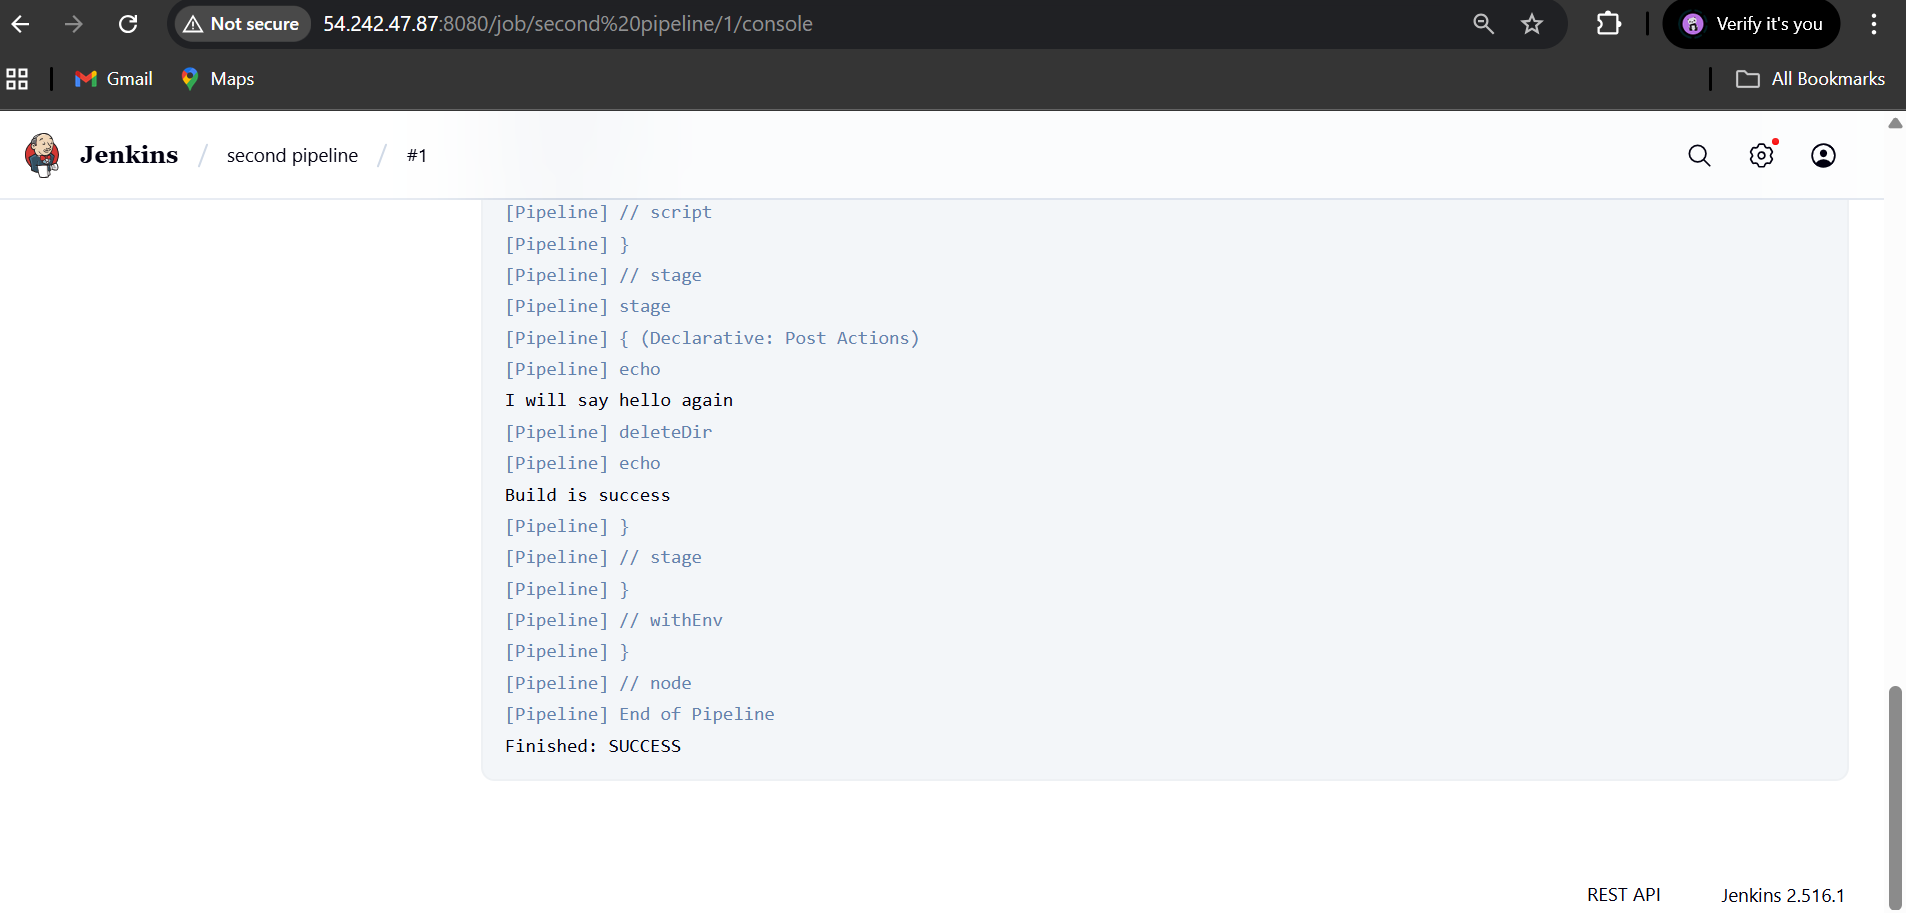 Not secure 54.242.47.87:8080/job/second%20pipeline/1/console Verify it's you
Gmail Maps All Bookmarks
Jenkins / second pipeline / #1
[Pipeline] // script
[Pipeline] }
[Pipeline] // stage
[Pipeline] stage
[Pipeline] { (Declarative: Post Actions)
[Pipeline] echo
I will say hello again
[Pipeline] deleteDir
[Pipeline] echo
Build is success
[Pipeline] }
[Pipeline] // stage
[Pipeline] }
[Pipeline] // withEnv
[Pipeline] }
[Pipeline] // node
[Pipeline] End of Pipeline
Finished: SUCCESS
REST API Jenkins 2.516.1